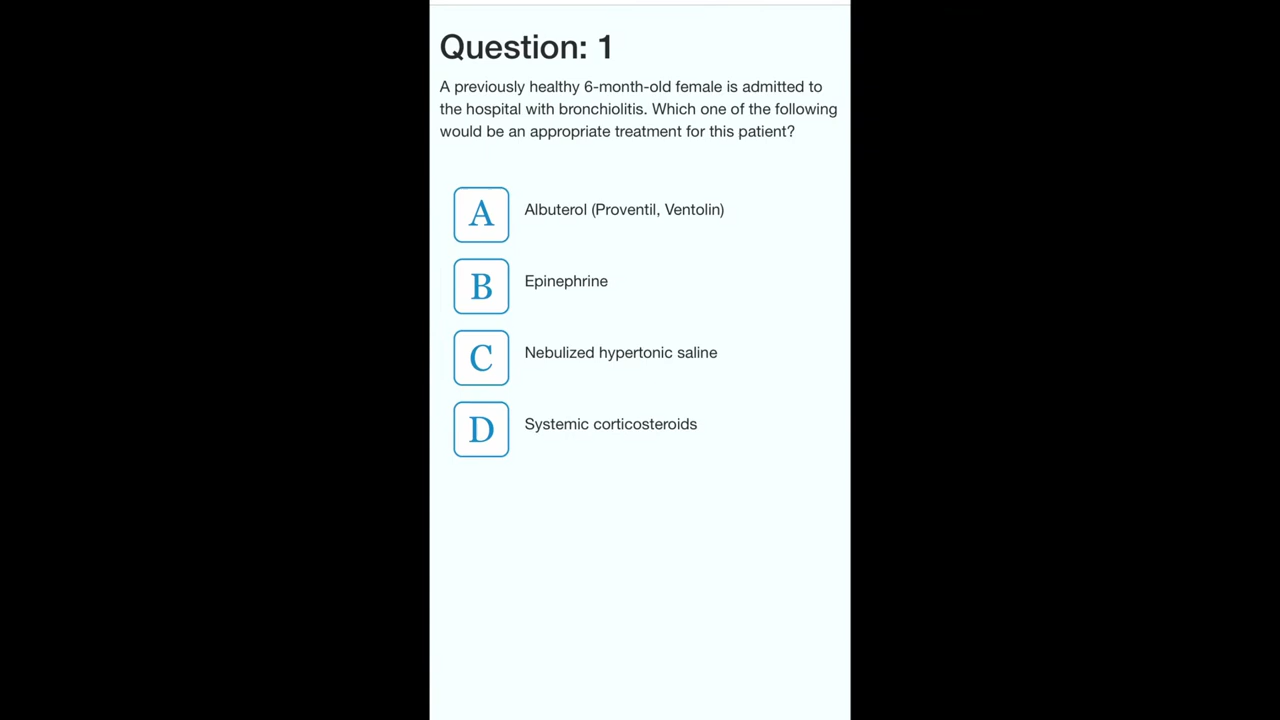 Question: 1
A previously healthy 6-month-old female is admitted to
the hospital with bronchiolitis. Which one of the following
would be an appropriate treatment for this patient?
A Albuterol (Proventil, Ventolin)
B Epinephrine
C Nebulized hypertonic saline
D Systemic corticosteroids